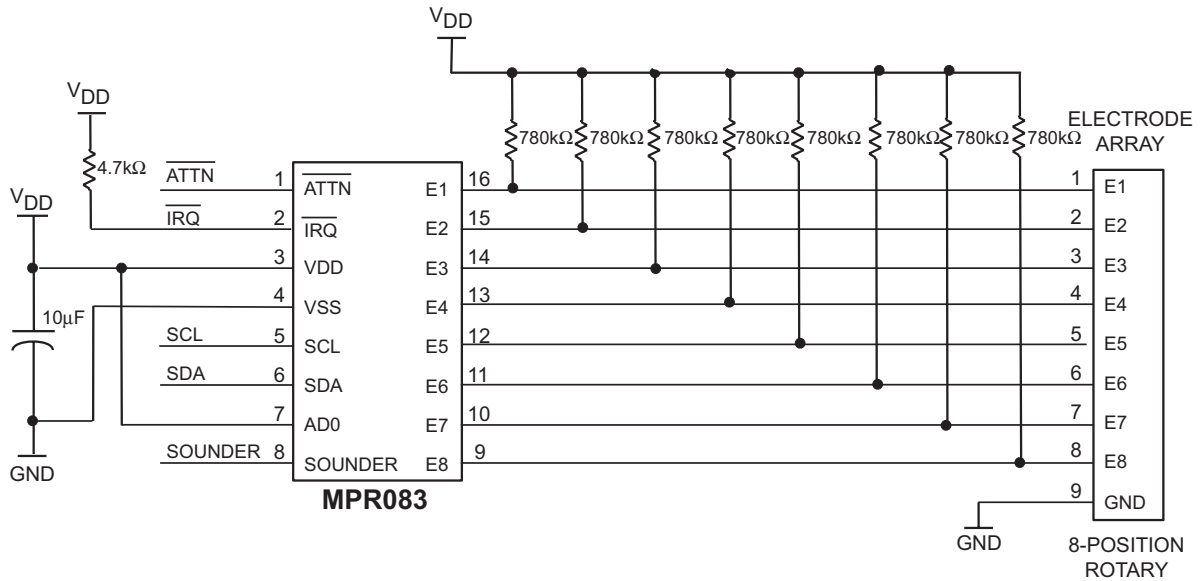 VDD
VDD
780kΩ 780kΩ 780kΩ 780kΩ 780kΩ 780kΩ 780kΩ 780kΩ
ELECTRODE
ARRAY
4.7kΩ
ATTN 1 ATTN E1 16 1 E1
VDD
IRQ 2 IRQ E2 15 2 E2
3 VDD E3 14 3 E3
4 VSS E4 13 4 E4
10µF
SCL 5 SCL E5 12 5 E5
SDA 6 SDA E6 11 6 E6
7 AD0 E7 10 7 E7
SOUNDER 8 SOUNDER E8 9 8 E8
GND
9 GND
MPR083
GND
8-POSITION
ROTARY